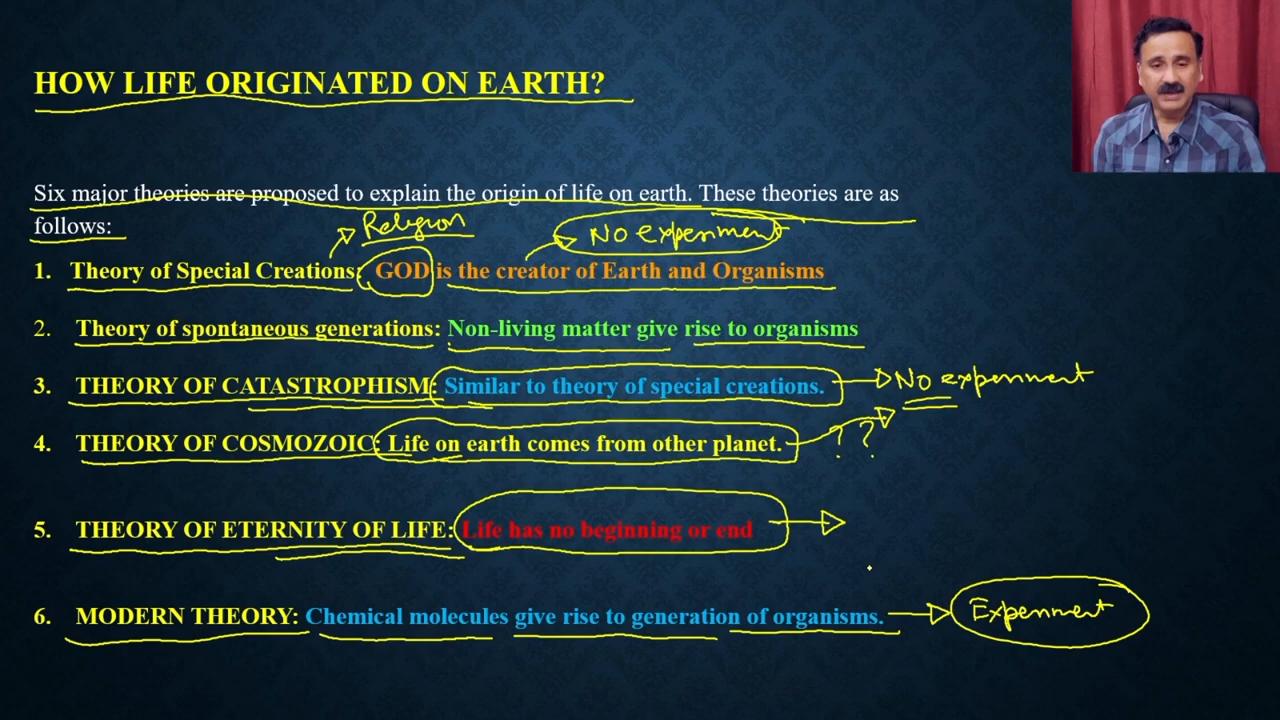 HOW LIFE ORIGINATED ON EARTH?
Six major theories are proposed to explain the origin of life on earth. These theories are as
follows:
Religion
No experiment
1. Theory of Special Creations: GOD is the creator of Earth and Organisms
2. Theory of spontaneous generations: Non-living matter give rise to organisms
3. THEORY OF CATASTROPHISM: Similar to theory of special creations.
No experiment
4. THEORY OF COSMOZOIC: Life on earth comes from other planet.
? ?
5. THEORY OF ETERNITY OF LIFE: Life has no beginning or end
6. MODERN THEORY: Chemical molecules give rise to generation of organisms.
Experiment